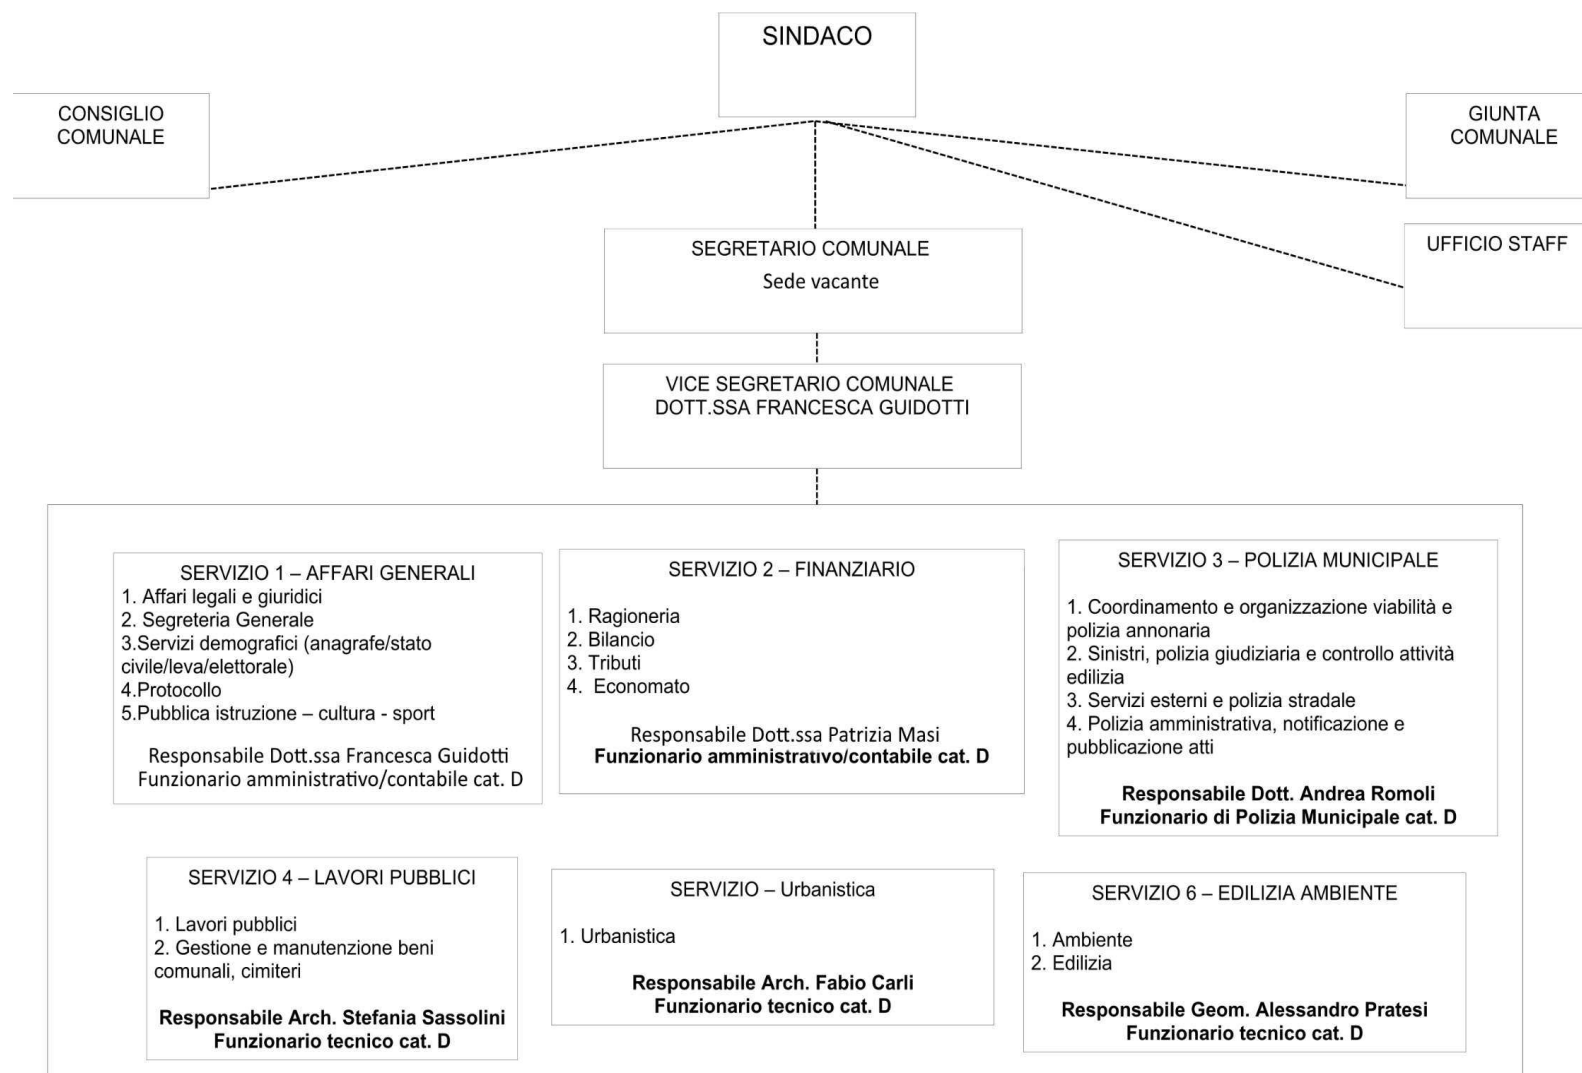 SINDACO
CONSIGLIO
COMUNALE
GIUNTA
COMUNALE
SEGRETARIO COMUNALE
Sede vacante
UFFICIO STAFF
VICE SEGRETARIO COMUNALE
DOTT.SSA FRANCESCA GUIDOTTI
SERVIZIO 1 – AFFARI GENERALI
1. Affari legali e giuridici
2. Segreteria Generale
3.Servizi demografici (anagrafe/stato
civile/leva/elettorale)
4.Protocollo
5.Pubblica istruzione – cultura - sport
Responsabile Dott.ssa Francesca Guidotti
Funzionario amministrativo/contabile cat. D
SERVIZIO 2 – FINANZIARIO
1. Ragioneria
2. Bilancio
3. Tributi
4. Economato
Responsabile Dott.ssa Patrizia Masi
Funzionario amministrativo/contabile cat. D
SERVIZIO 3 – POLIZIA MUNICIPALE
1. Coordinamento e organizzazione viabilità e
polizia annonaria
2. Sinistri, polizia giudiziaria e controllo attività
edilizia
3. Servizi esterni e polizia stradale
4. Polizia amministrativa, notificazione e
pubblicazione atti
Responsabile Dott. Andrea Romoli
Funzionario di Polizia Municipale cat. D
SERVIZIO 4 – LAVORI PUBBLICI
1. Lavori pubblici
2. Gestione e manutenzione beni
comunali, cimiteri
Responsabile Arch. Stefania Sassolini
Funzionario tecnico cat. D
SERVIZIO – Urbanistica
1. Urbanistica
Responsabile Arch. Fabio Carli
Funzionario tecnico cat. D
SERVIZIO 6 – EDILIZIA AMBIENTE
1. Ambiente
2. Edilizia
Responsabile Geom. Alessandro Pratesi
Funzionario tecnico cat. D